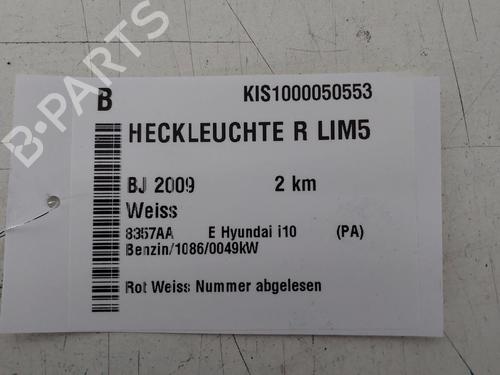 B-PARTS
B KIS1000050553
HECKLEUCHTE R LIM5
BJ 2009 2 km
Weiss
8357AA E Hyundai i10 (PA)
Benzin/1086/0049kW
Rot Weiss Nummer abgelesen